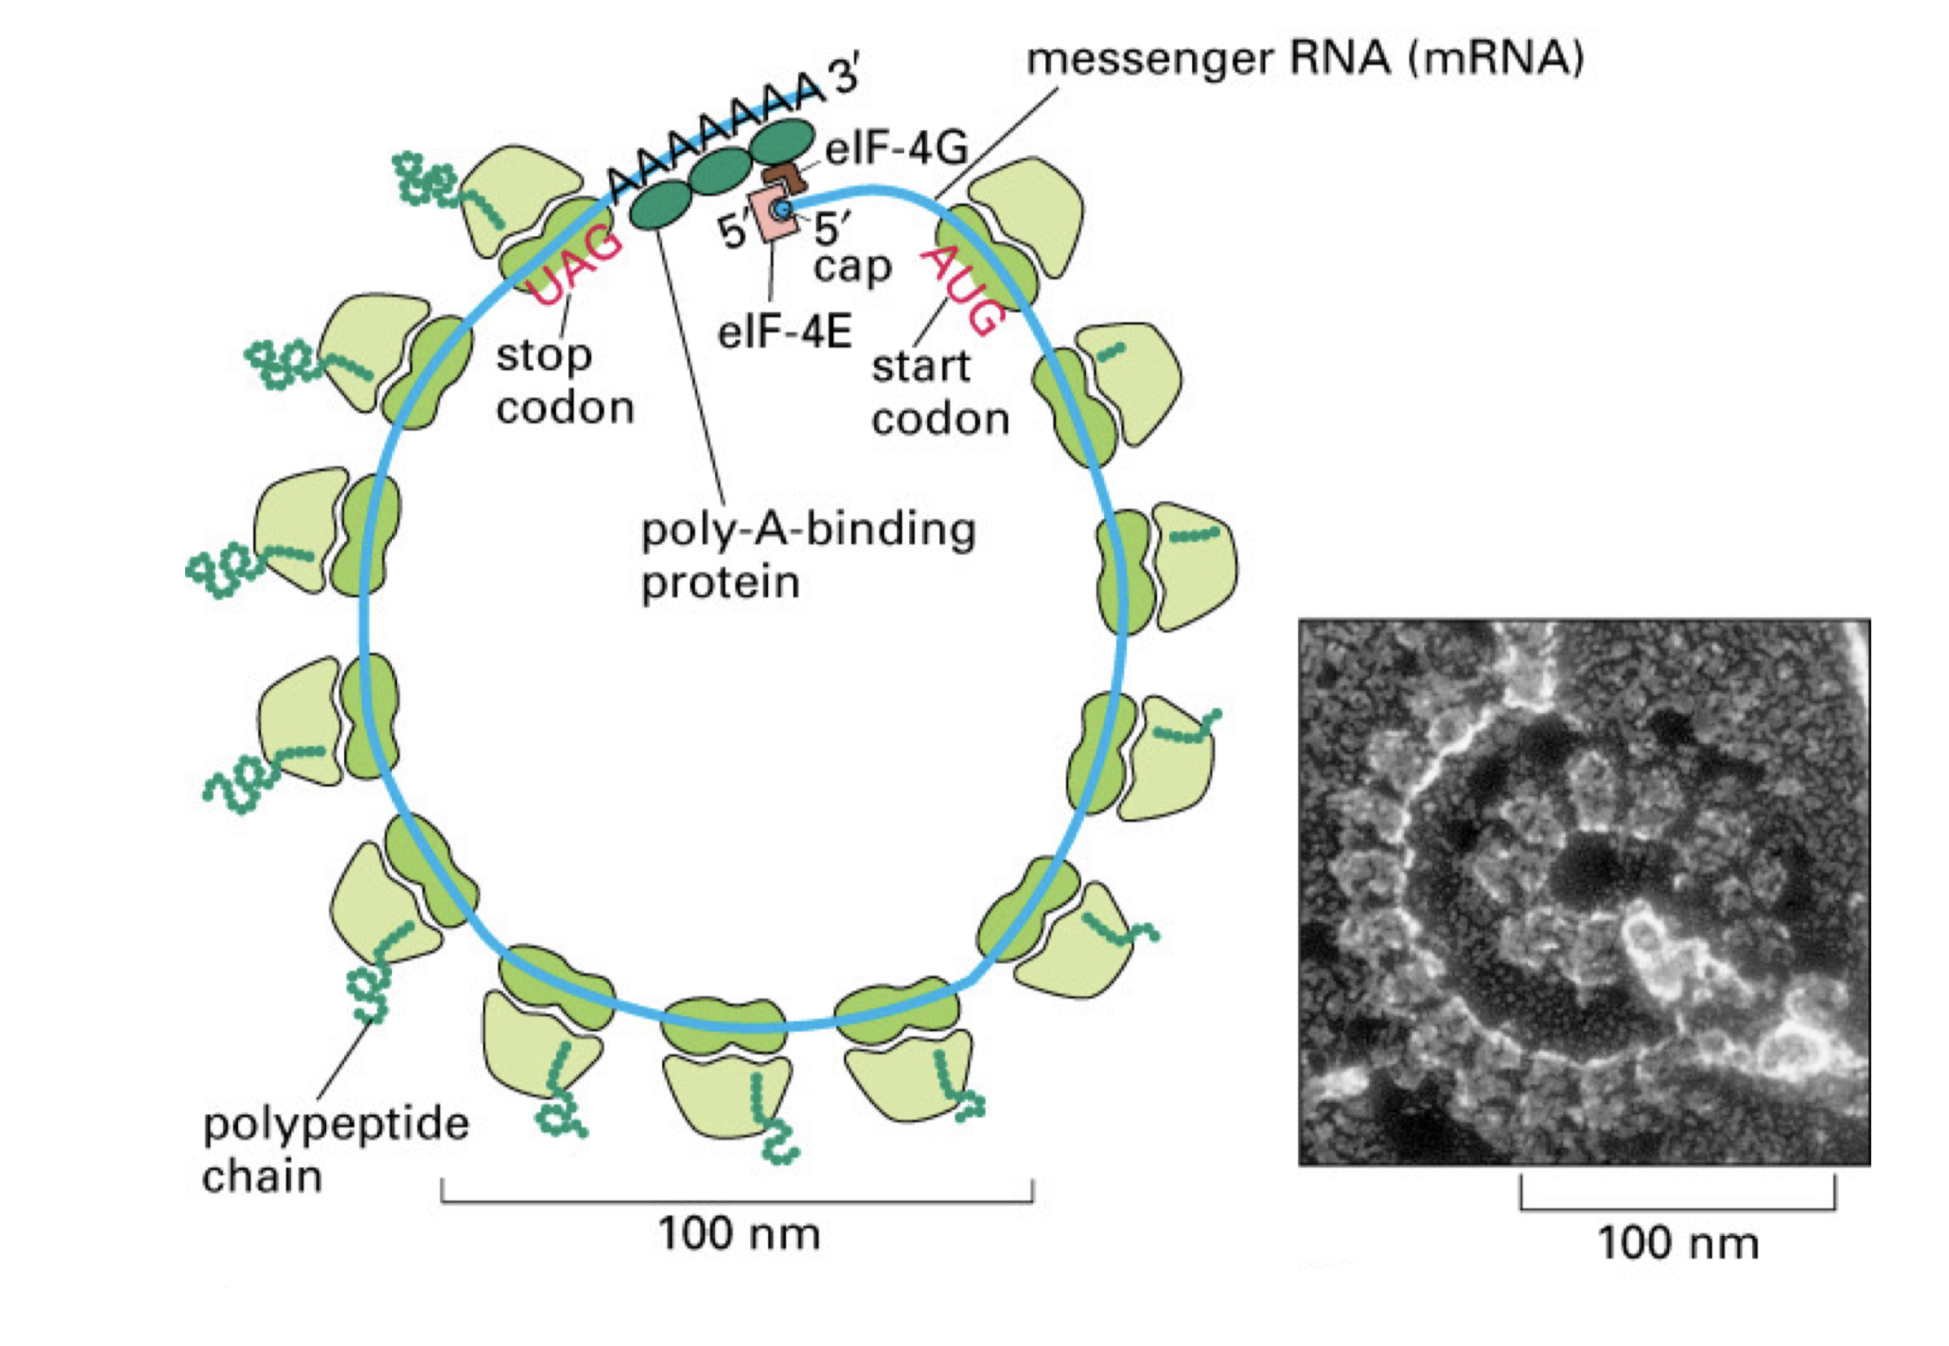 messenger RNA (mRNA)
AAAAAAA 3′
eIF-4G
5′
5′
cap
eIF-4E
UAG
stop
codon
AUG
start
codon
poly-A-binding
protein
polypeptide
chain
100 nm
100 nm